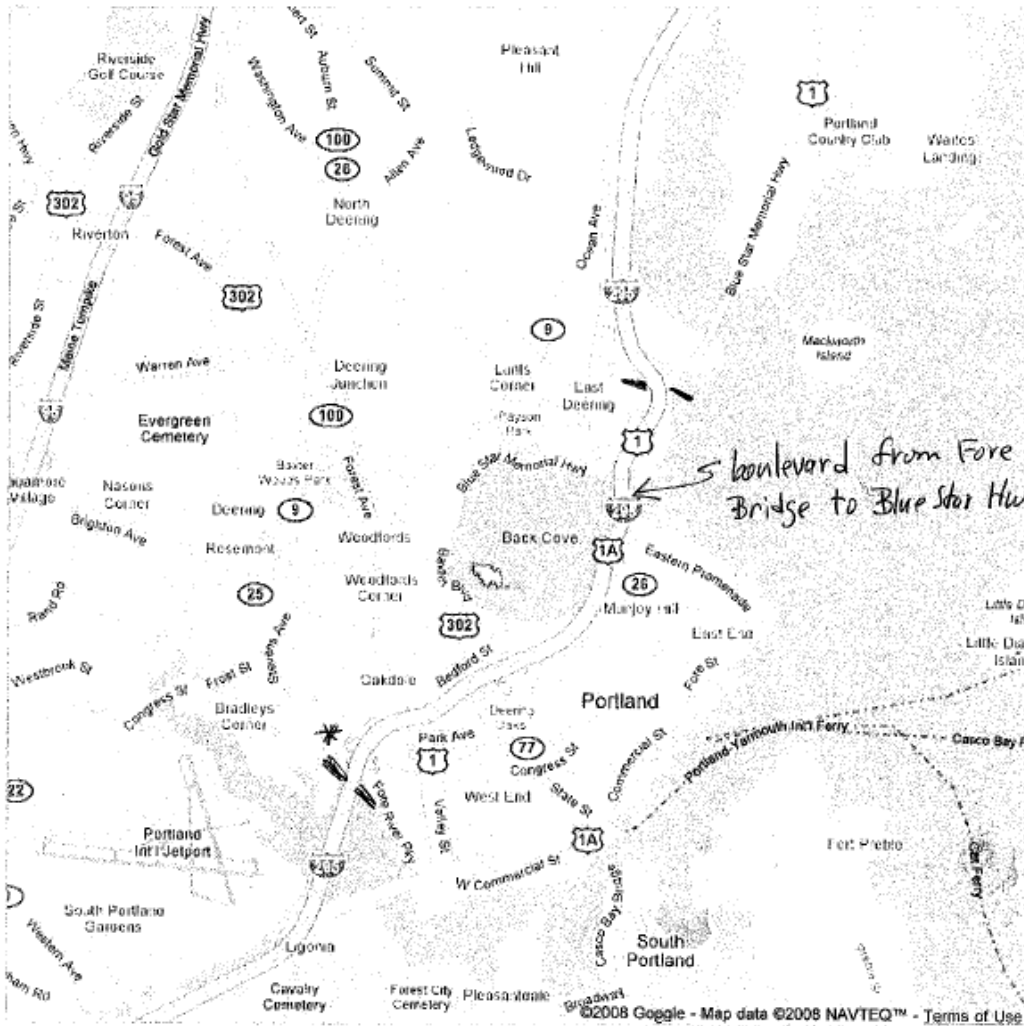 Riverside
Golf Course
Riverside St
Gold Star Memorial Hwy
Washington Ave
Auburn St
Summit St
Allen Ave
Pleasant
Hill
Ledgewood Dr
1
Portland
Country Club
Waites
Landing
100
26
North
Deering
302
Riverton
Forest Ave
302
Ocean Ave
Blue Star Memorial Hwy
Riverside St
Maine Turnpike
9
Mackworth
Island
Warren Ave
Deering
Junction
Lunts
Corner
East
Deering
Evergreen
Cemetery
100
Payson
Park
1
boulevard from Fore
Bridge to Blue Star
Blue Star Memorial Hwy
Village
Nasons
Corner
Baxter
Woods Park
Forest Ave
Brighton Ave
Deering
9
Rosemont
Woodfords
Back Cove
1A
Eastern Promenade
Woodfords
Corner
Baxter Blvd
26
Munjoy Hill
25
Rand Rd
302
East End
Stevens Ave
Westbrook St
Congress St
Frost St
Oakdale
Bedford St
Fore St
Bradleys
Corner
Deering
Oaks
Portland
Park Ave
1
77
Congress St
Commercial St
Portland-Yarmouth Int'l Ferry
Casco Bay
22
West End
State St
Fore River Pky
Valley St
Portland
Int'l Jetport
1A
W Commercial St
Fort Preble
Cat Ferry
Casco Bay Bridge
South Portland
Gardens
Western Ave
Ligonia
South
Portland
Cavalry
Cemetery
Forest City
Cemetery
Pleasantdale
Broadway
©2008 Google - Map data ©2008 NAVTEQ™ - Terms of Use